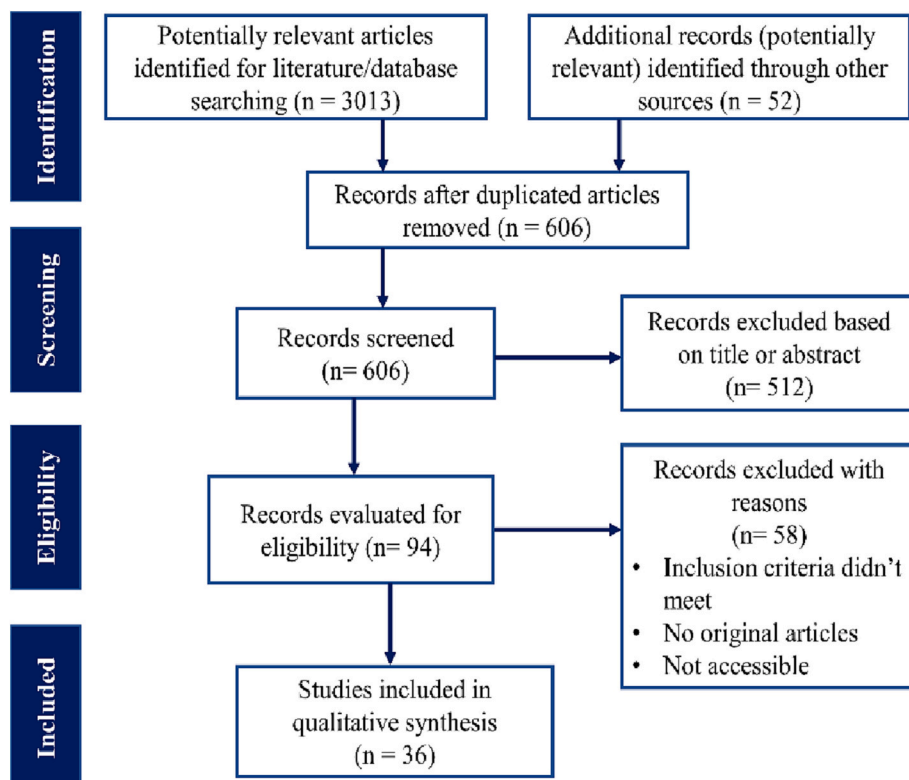 Identification
Potentially relevant articles
identified for literature/database
searching (n = 3013)
Additional records (potentially
relevant) identified through other
sources (n = 52)
Records after duplicated articles
removed (n = 606)
Screening
Records screened
(n= 606)
Records excluded based
on title or abstract
(n= 512)
Eligibility
Records evaluated for
eligibility (n= 94)
Records excluded with
reasons
(n= 58)
• Inclusion criteria didn’t
meet
• No original articles
• Not accessible
Included
Studies included in
qualitative synthesis
(n = 36)